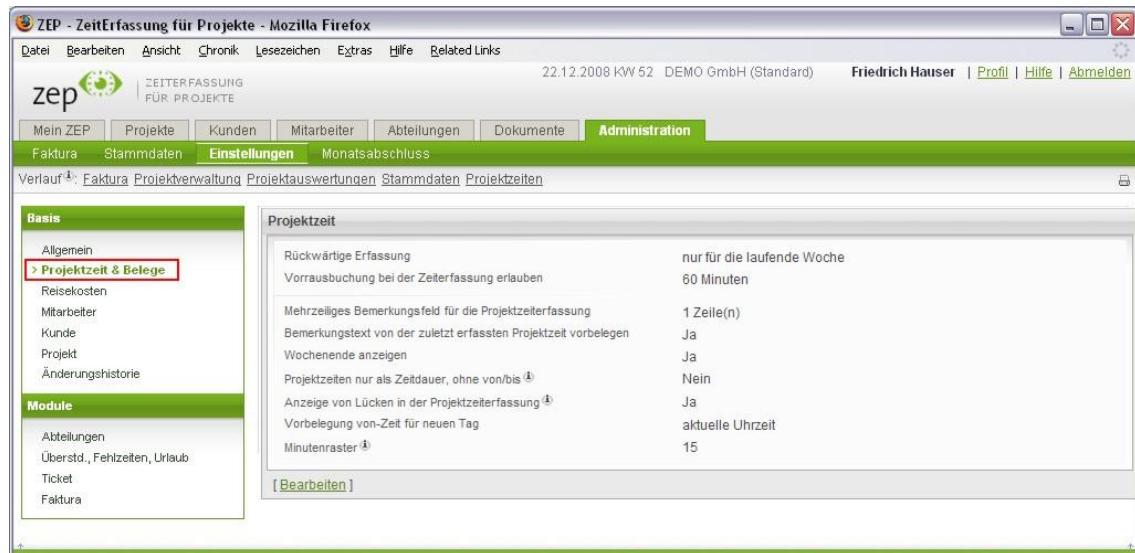 ZEP - ZeitErfassung für Projekte - Mozilla Firefox
Datei Bearbeiten Ansicht Chronik Lesezeichen Extras Hilfe Related Links
22.12.2008 KW 52 DEMO GmbH (Standard) Friedrich Hauser | Profil | Hilfe | Abmelden
zep
ZEITERFASSUNG
FÜR PROJEKTE
Mein ZEP Projekte Kunden Mitarbeiter Abteilungen Dokumente Administration
Faktura Stammdaten Einstellungen Monatsabschluss
Verlauf: Faktura Projektverwaltung Projektauswertungen Stammdaten Projektzeiten
Basis
Allgemein
> Projektzeit & Belege
Reisekosten
Mitarbeiter
Kunde
Projekt
Änderungshistorie
Module
Abteilungen
Überstd., Fehlzeiten, Urlaub
Ticket
Faktura
Projektzeit
Rückwärtige Erfassung nur für die laufende Woche
Vorrausbuchung bei der Zeiterfassung erlauben 60 Minuten
Mehrzeiliges Bemerkungsfeld für die Projektzeiterfassung 1 Zeile(n)
Bemerkungstext von der zuletzt erfassten Projektzeit vorbelegen Ja
Wochenende anzeigen Ja
Projektzeiten nur als Zeitdauer, ohne von/bis Nein
Anzeige von Lücken in der Projektzeiterfassung Ja
Vorbelegung von-Zeit für neuen Tag aktuelle Uhrzeit
Minutenraster 15
[ Bearbeiten ]